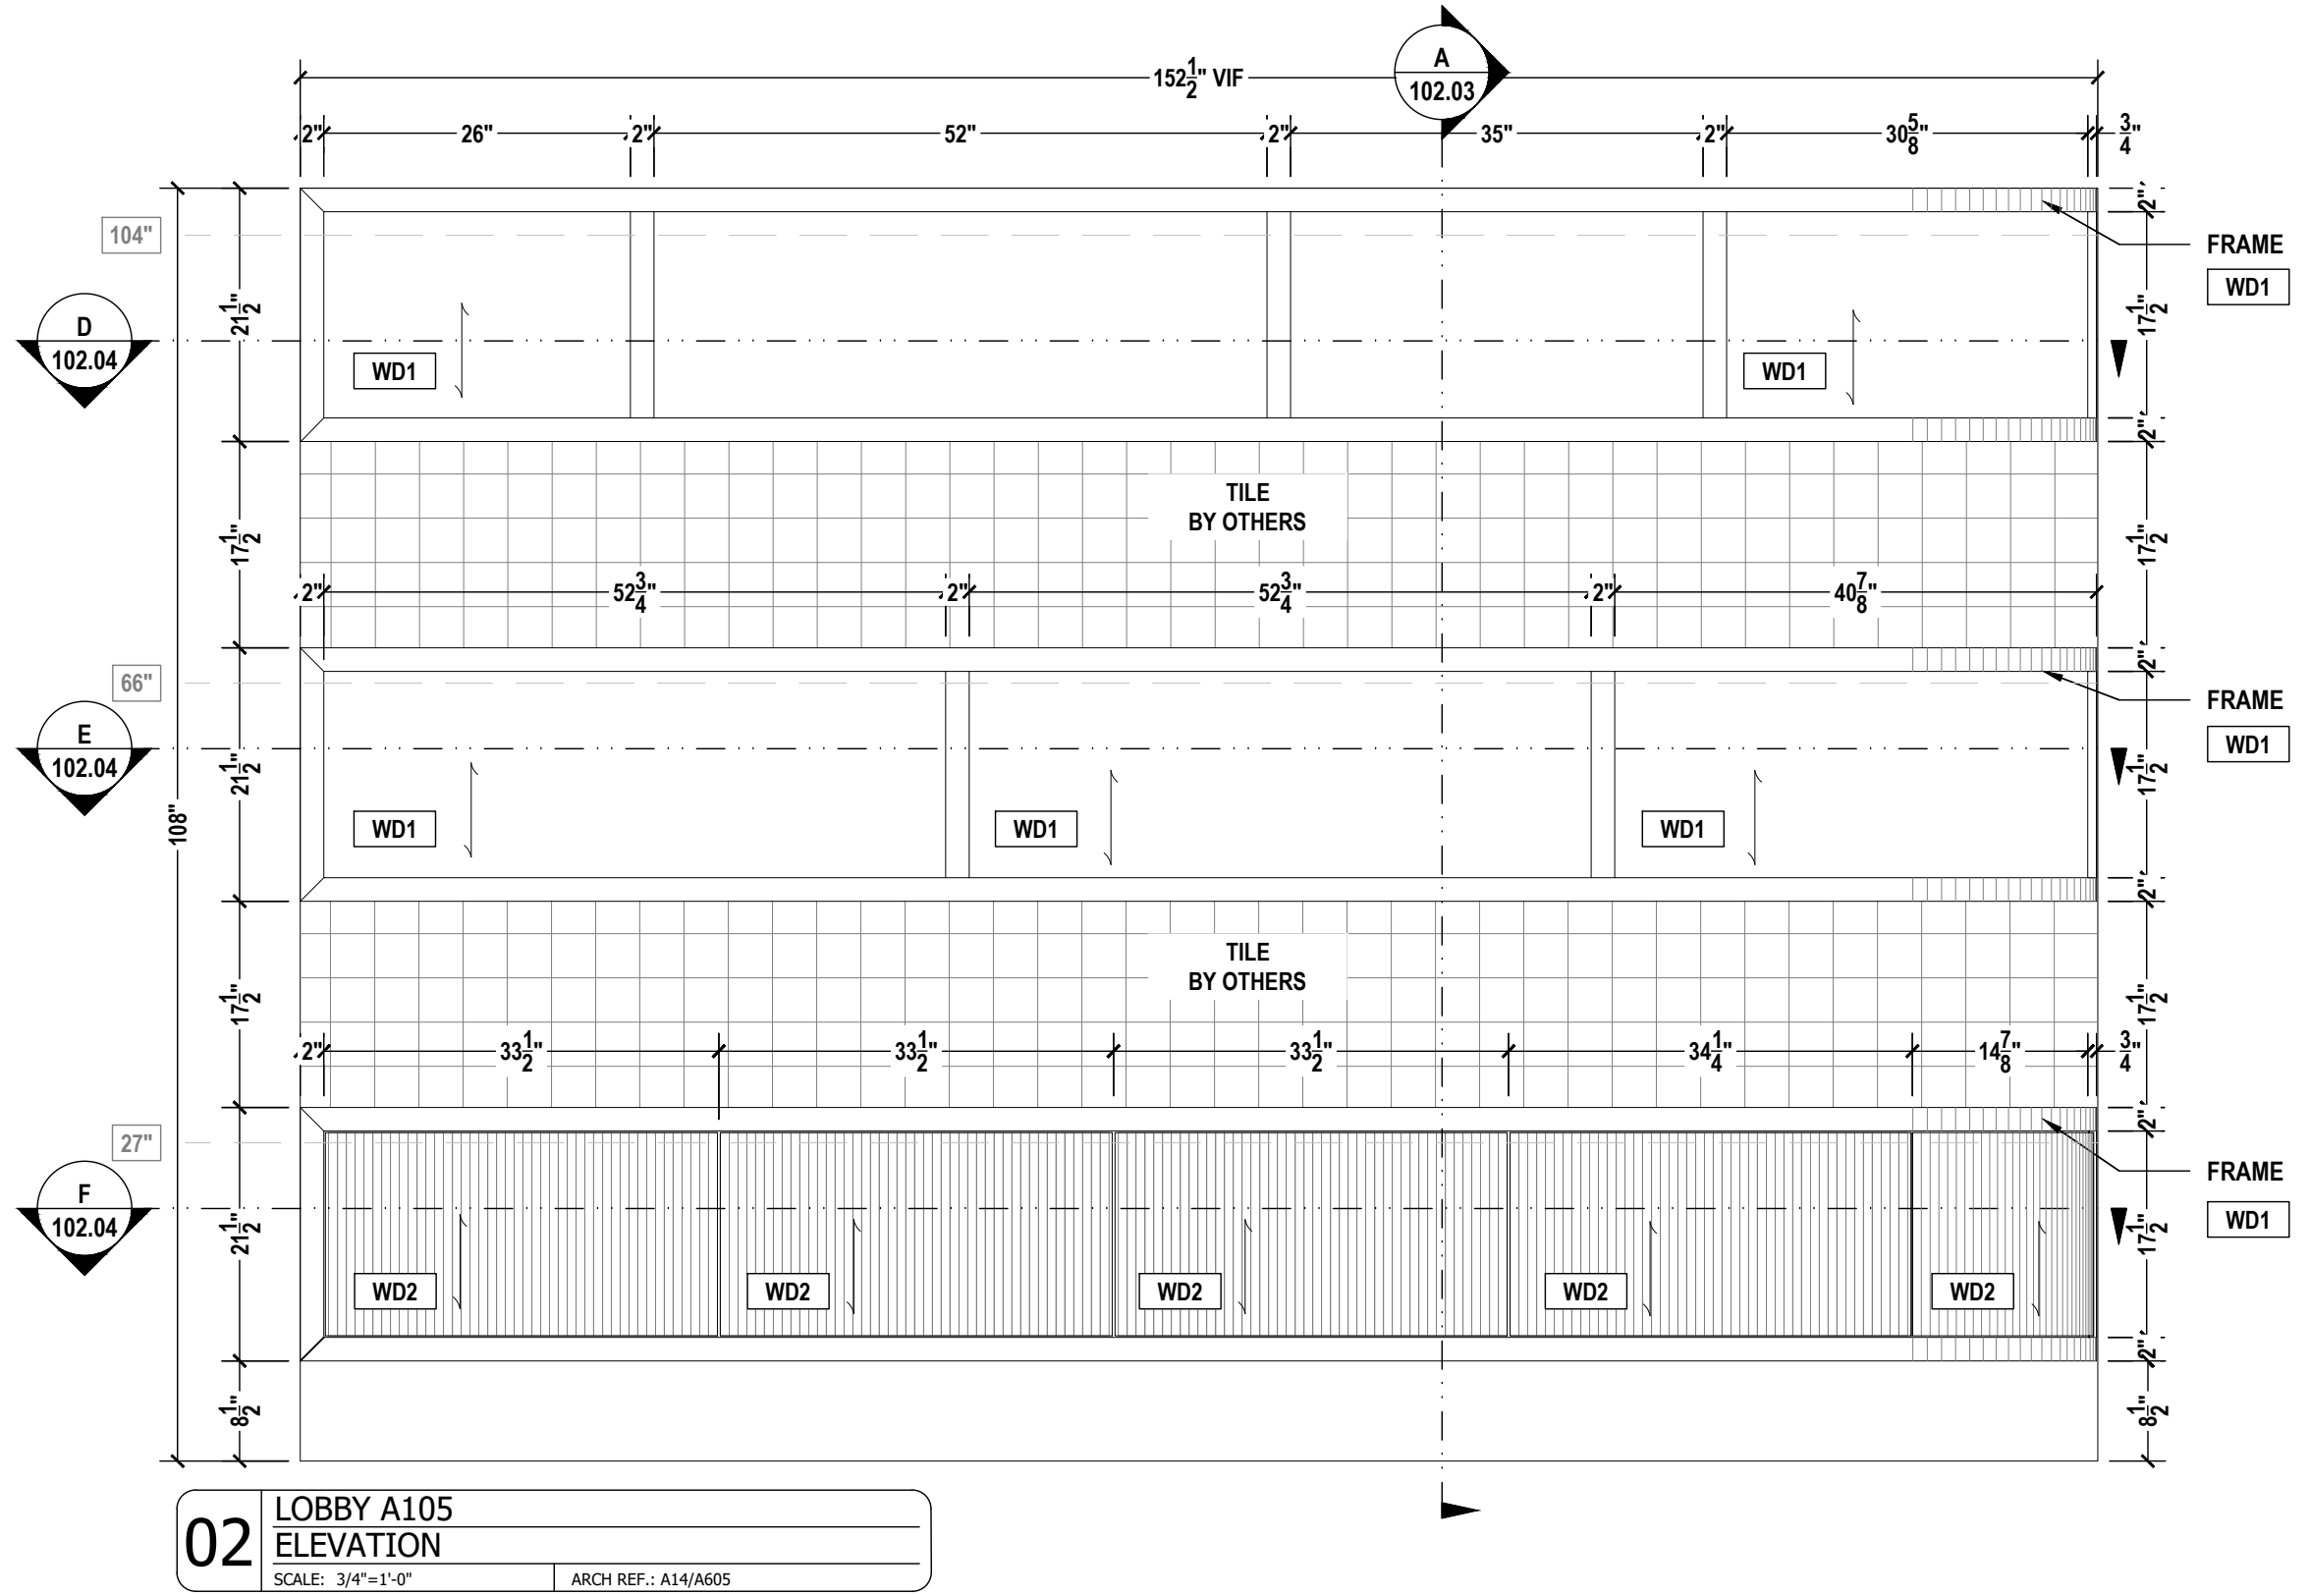 A
102.03
152 1/2" VIF
2" 26" 2" 52" 2" 35" 2" 30 5/8" 3/4"
2"
104"
FRAME
WD1
21 1/2"
17 1/2"
D
102.04
WD1
WD1
2"
TILE
BY OTHERS
17 1/2"
17 1/2"
2" 52 3/4" 2" 52 3/4" 2" 40 7/8"
2"
66"
FRAME
WD1
E
102.04
21 1/2"
17 1/2"
108"
WD1
WD1
WD1
2"
TILE
BY OTHERS
17 1/2"
17 1/2"
2" 33 1/2" 33 1/2" 33 1/2" 34 1/4" 14 7/8" 3/4"
2"
27"
FRAME
WD1
F
102.04
21 1/2"
17 1/2"
WD2
WD2
WD2
WD2
WD2
2"
8 1/2"
8 1/2"
02
LOBBY A105
ELEVATION
SCALE: 3/4"=1'-0"
ARCH REF.: A14/A605